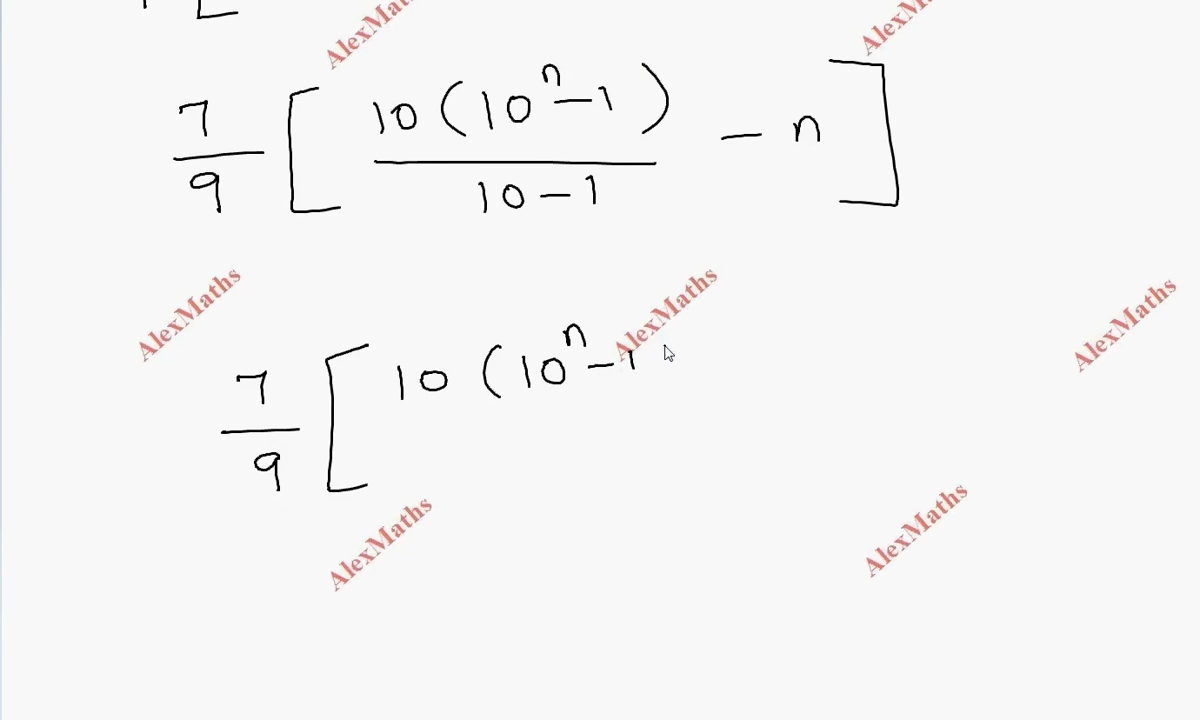 AlexMaths AlexMaths
7/9 [ 10(10^n - 1)/(10 - 1) - n ]
AlexMaths AlexMaths AlexMaths
7/9 [ 10 (10^n - 1
AlexMaths AlexMaths